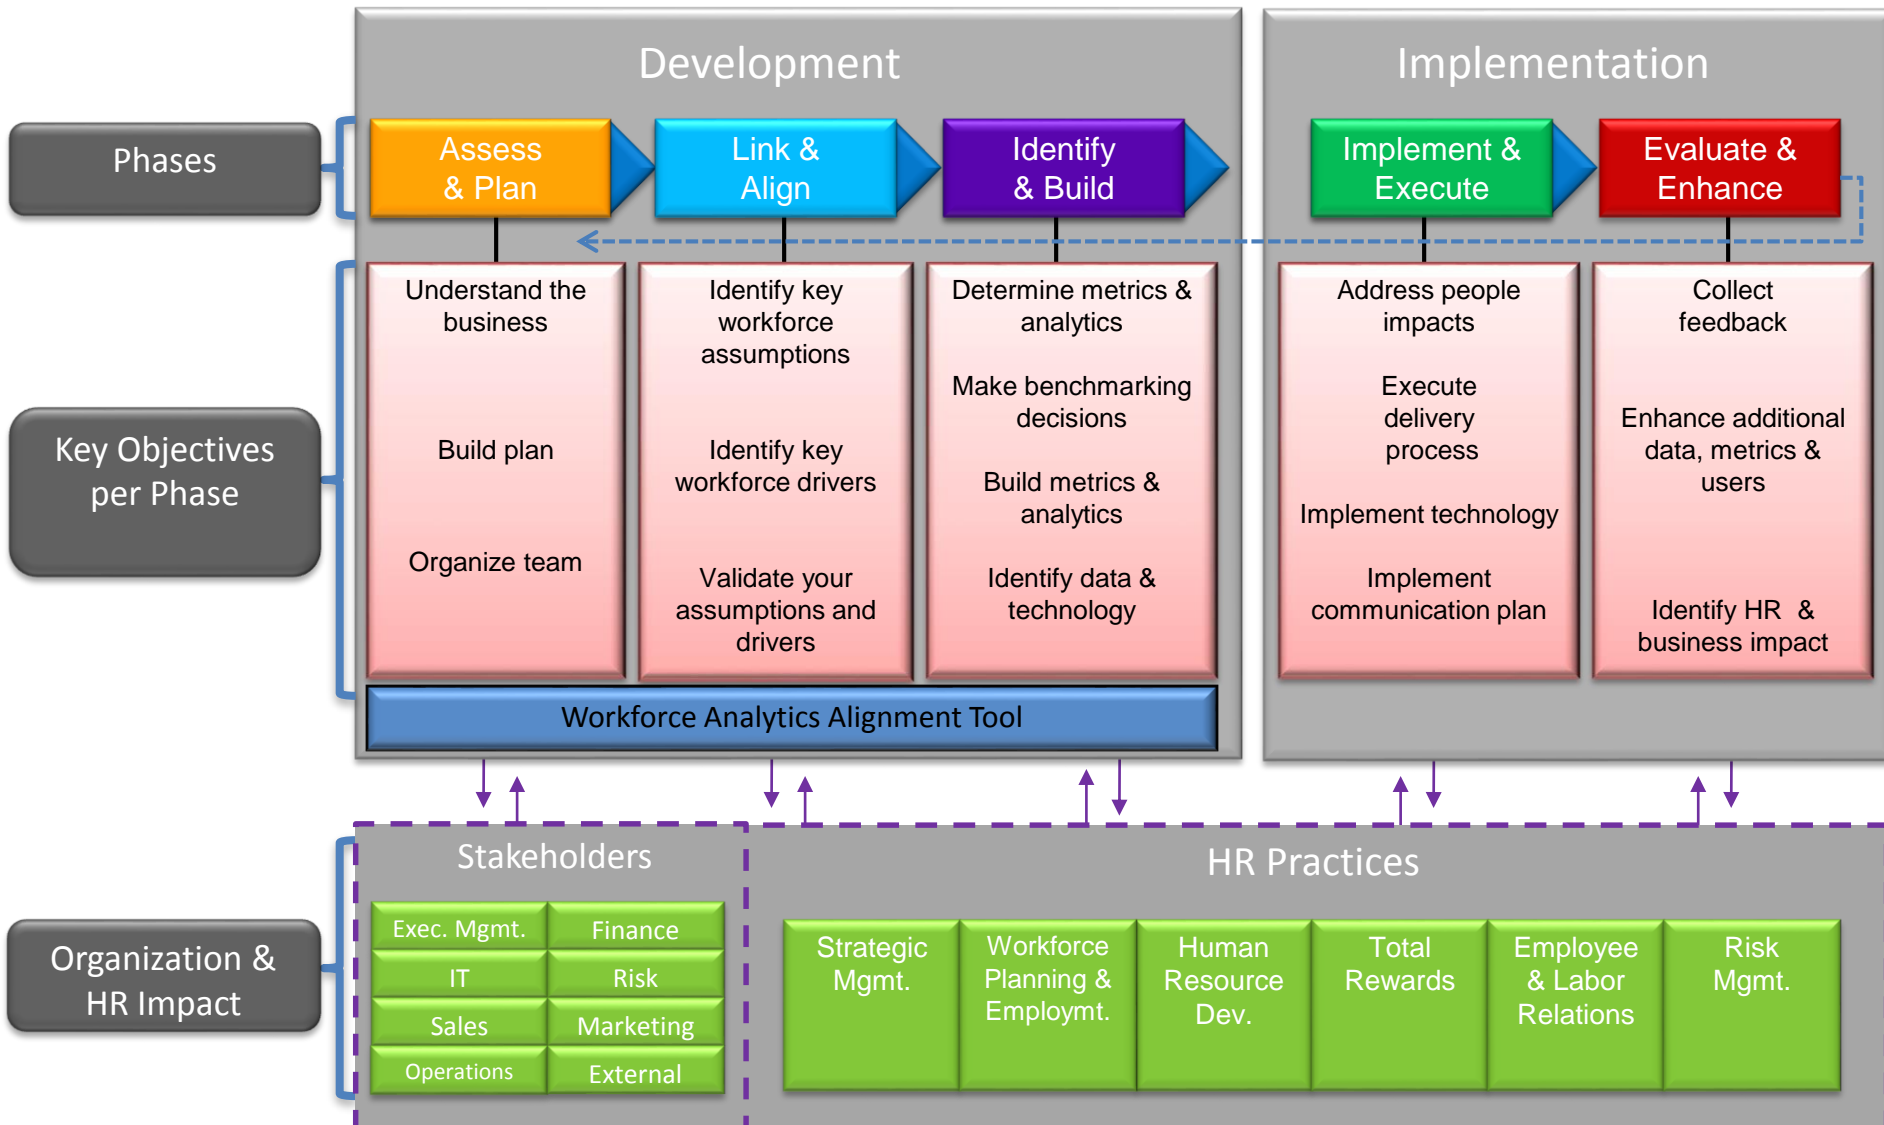 Development
Implementation
Phases
Assess
& Plan
Link &
Align
Identify
& Build
Implement &
Execute
Evaluate &
Enhance
Key Objectives
per Phase
Understand the
business
Build plan
Organize team
Identify key
workforce
assumptions
Identify key
workforce drivers
Validate your
assumptions and
drivers
Determine metrics &
analytics
Make benchmarking
decisions
Build metrics &
analytics
Identify data &
technology
Address people
impacts
Execute
delivery
process
Implement technology
Implement
communication plan
Collect
feedback
Enhance additional
data, metrics &
users
Identify HR &
business impact
Workforce Analytics Alignment Tool
Organization &
HR Impact
Stakeholders
Exec. Mgmt.
Finance
IT
Risk
Sales
Marketing
Operations
External
HR Practices
Strategic
Mgmt.
Workforce
Planning &
Employmt.
Human
Resource
Dev.
Total
Rewards
Employee
& Labor
Relations
Risk
Mgmt.